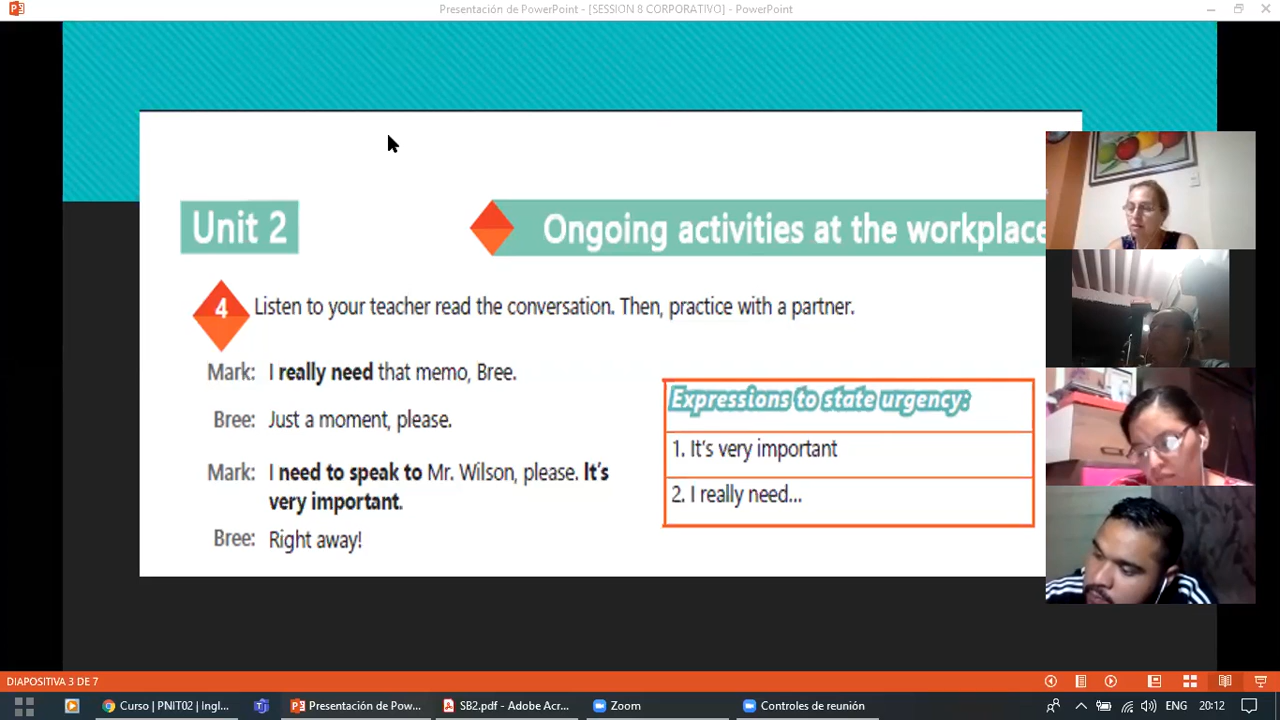 Presentación de PowerPoint - [SESSION 8 CORPORATIVO] - PowerPoint
Unit 2
Ongoing activities at the workplace
4 Listen to your teacher read the conversation. Then, practice with a partner.
Mark: I really need that memo, Bree.
Bree: Just a moment, please.
Mark: I need to speak to Mr. Wilson, please. It's
very important.
Bree: Right away!
Expressions to state urgency:
1. It's very important
2. I really need...
DIAPOSITIVA 3 DE 7
Curso | PNIT02 | Ingl...
Presentación de Pow...
SB2.pdf - Adobe Acr...
Zoom
Controles de reunión
ENG
20:12